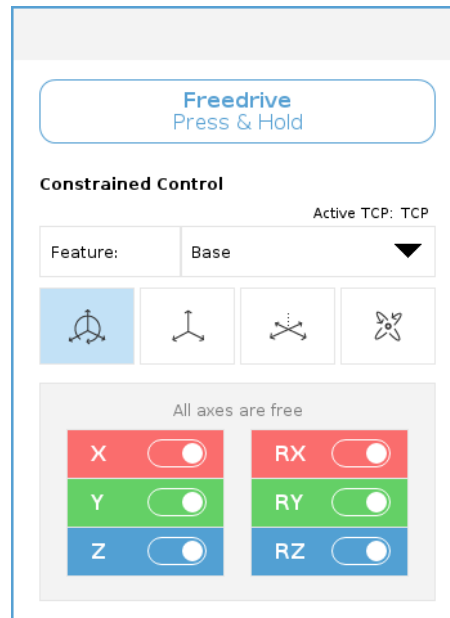 Freedrive
Press & Hold
Constrained Control
Active TCP: TCP
Feature: Base
All axes are free
X RX
Y RY
Z RZ